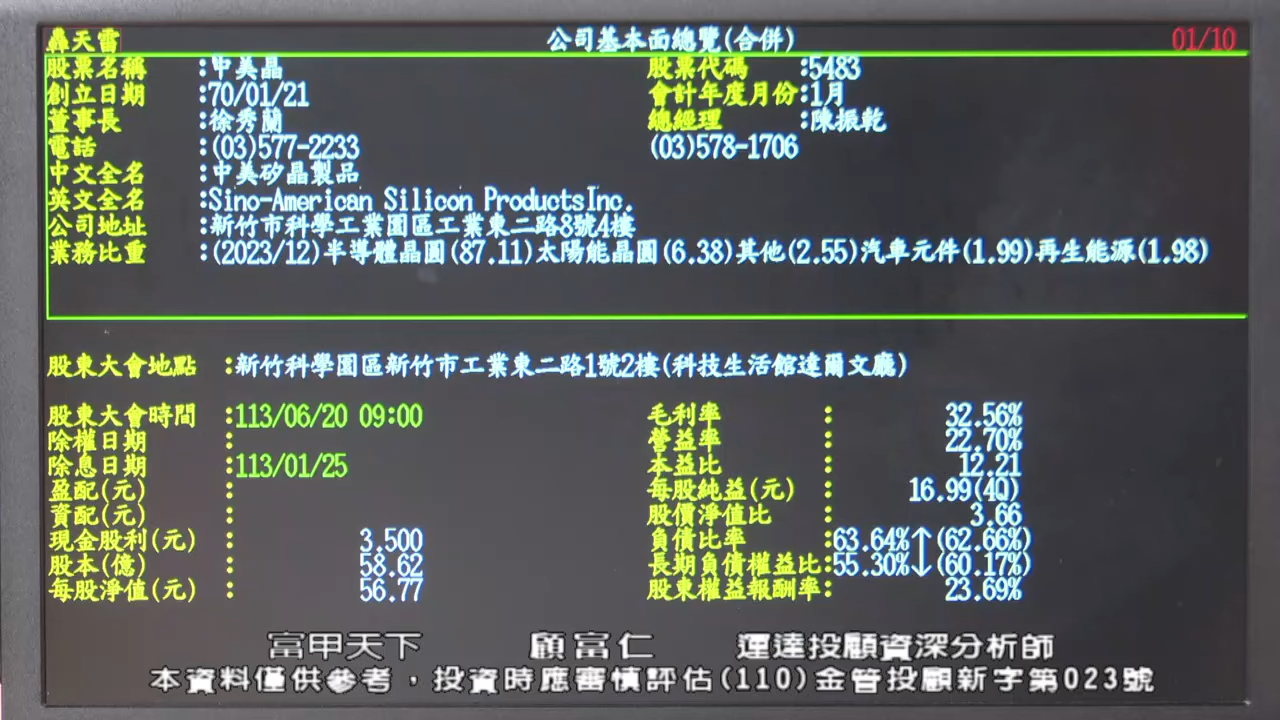 轟天雷 公司基本面總覽(合併) 01/10
股票名稱 :中美晶 股票代碼 :5483
創立日期 :70/01/21 會計年度月份:1月
董事長 :徐秀蘭 總經理 :陳振乾
電話 :(03)577-2233 (03)578-1706
中文全名 :中美矽晶製品
英文全名 :Sino-American Silicon ProductsInc.
公司地址 :新竹市科學工業園區工業東二路8號4樓
業務比重 :(2023/12)半導體晶圓(87.11)太陽能晶圓(6.38)其他(2.55)汽車元件(1.99)再生能源(1.98)
股東大會地點 :新竹科學園區新竹市工業東二路1號2樓(科技生活館達爾文廳)
股東大會時間 :113/06/20 09:00 毛利率 : 32.56%
除權日期 : 營益率 : 22.70%
除息日期 :113/01/25 本益比 : 12.21
盈配(元) : 每股純益(元) : 16.99(4Q)
資配(元) : 股價淨值比 : 3.66
現金股利(元) : 3.500 負債比率 :63.64%↑(62.66%)
股本(億) : 58.62 長期負債權益比:55.30%↓(60.17%)
每股淨值(元) : 56.77 股東權益報酬率: 23.69%
富甲天下 顧富仁 運達投顧資深分析師
本資料僅供參考，投資時應審慎評估(110)金管投顧新字第023號